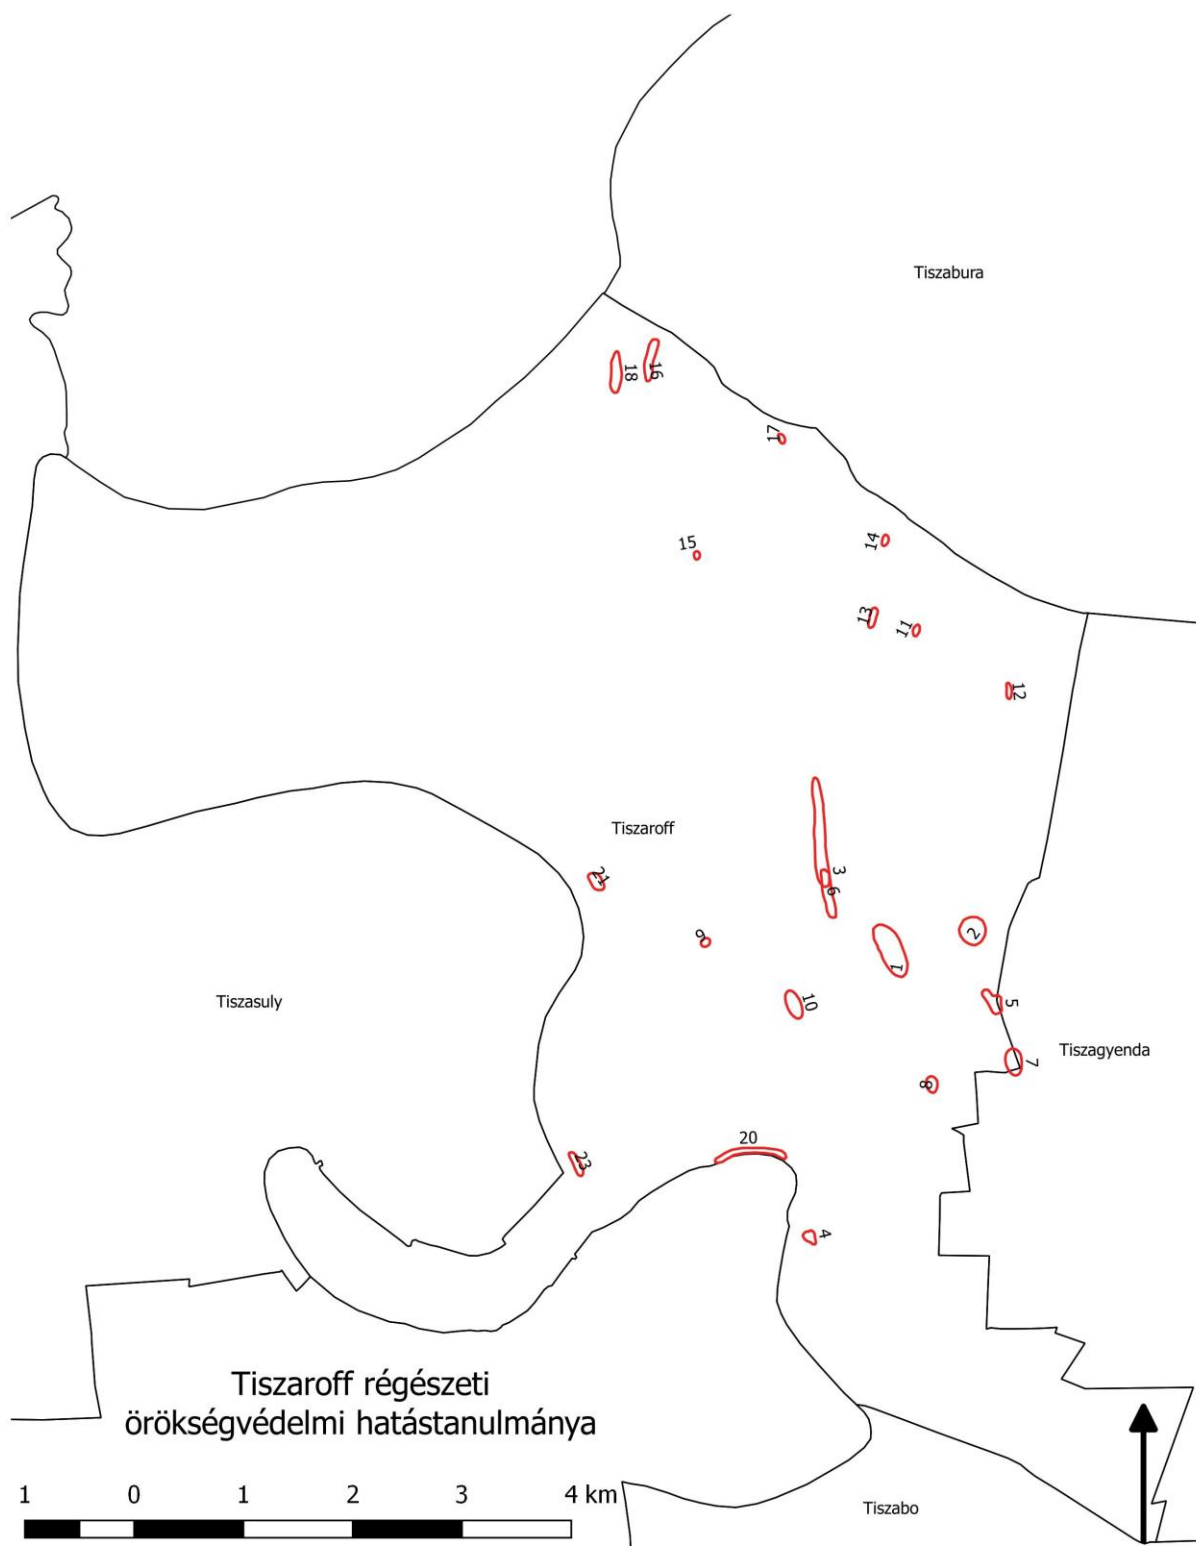 Tiszabura
16
18
17
14
15
13
11
12
Tiszaroff
3
6
21
2
9
1
10
5
Tiszasuly
Tiszagyenda
7
8
20
23
4
Tiszaroff régészeti
örökségvédelmi hatástanulmánya
1 0 1 2 3 4 km
Tiszabo